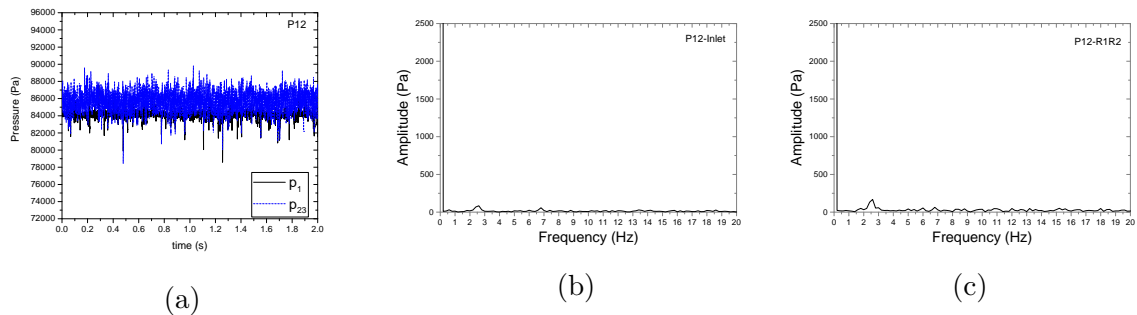 P12
96000
94000
92000
90000
88000
86000
84000
82000
80000
78000
76000
74000
72000
Pressure (Pa)
p1
p23
0.0 0.2 0.4 0.6 0.8 1.0 1.2 1.4 1.6 1.8 2.0
time (s)
(a)
P12-Inlet
2500
2000
1500
1000
500
0
Amplitude (Pa)
0 1 2 3 4 5 6 7 8 9 10 11 12 13 14 15 16 17 18 19 20
Frequency (Hz)
(b)
P12-R1R2
2500
2000
1500
1000
500
0
Amplitude (Pa)
0 1 2 3 4 5 6 7 8 9 10 11 12 13 14 15 16 17 18 19 20
Frequency (Hz)
(c)